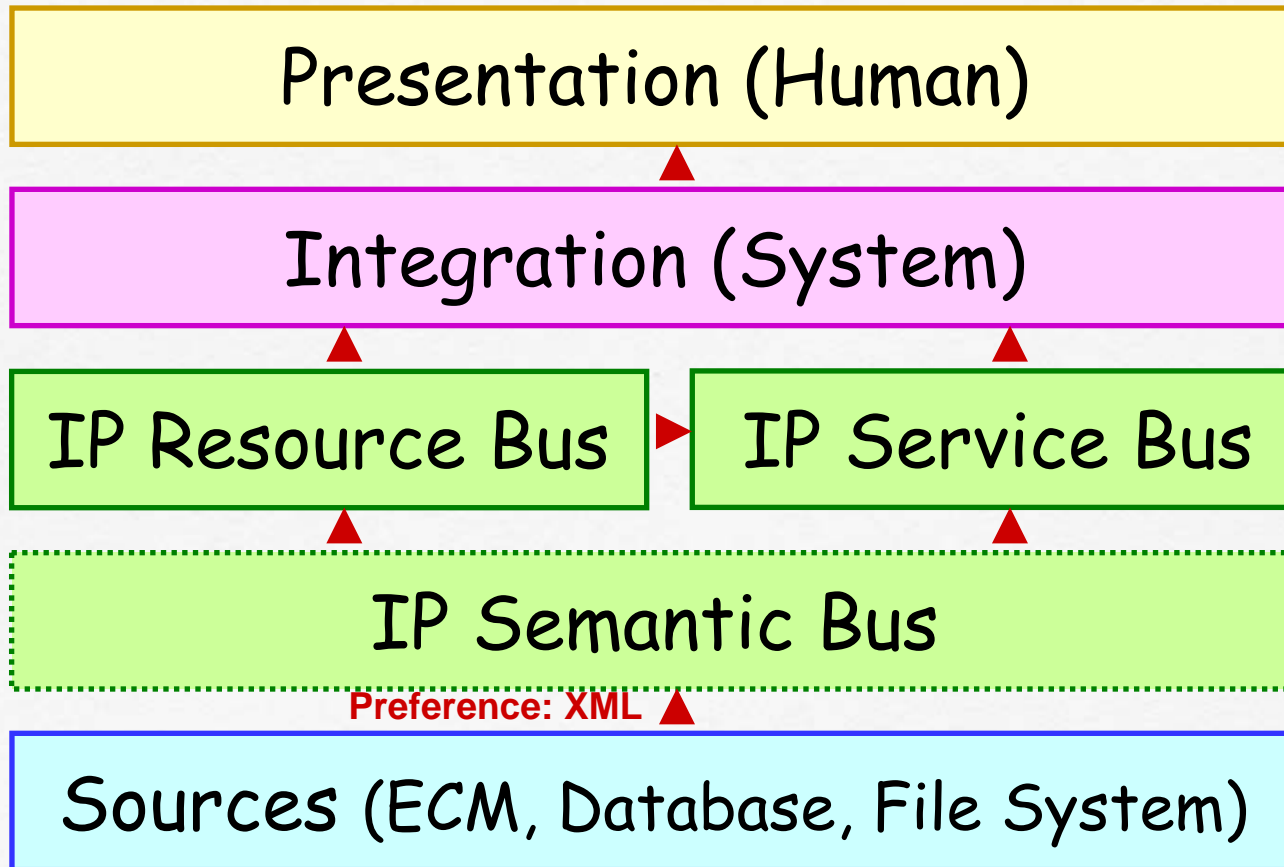 Presentation (Human)
Integration (System)
IP Resource Bus
IP Service Bus
IP Semantic Bus
Preference: XML
Sources (ECM, Database, File System)